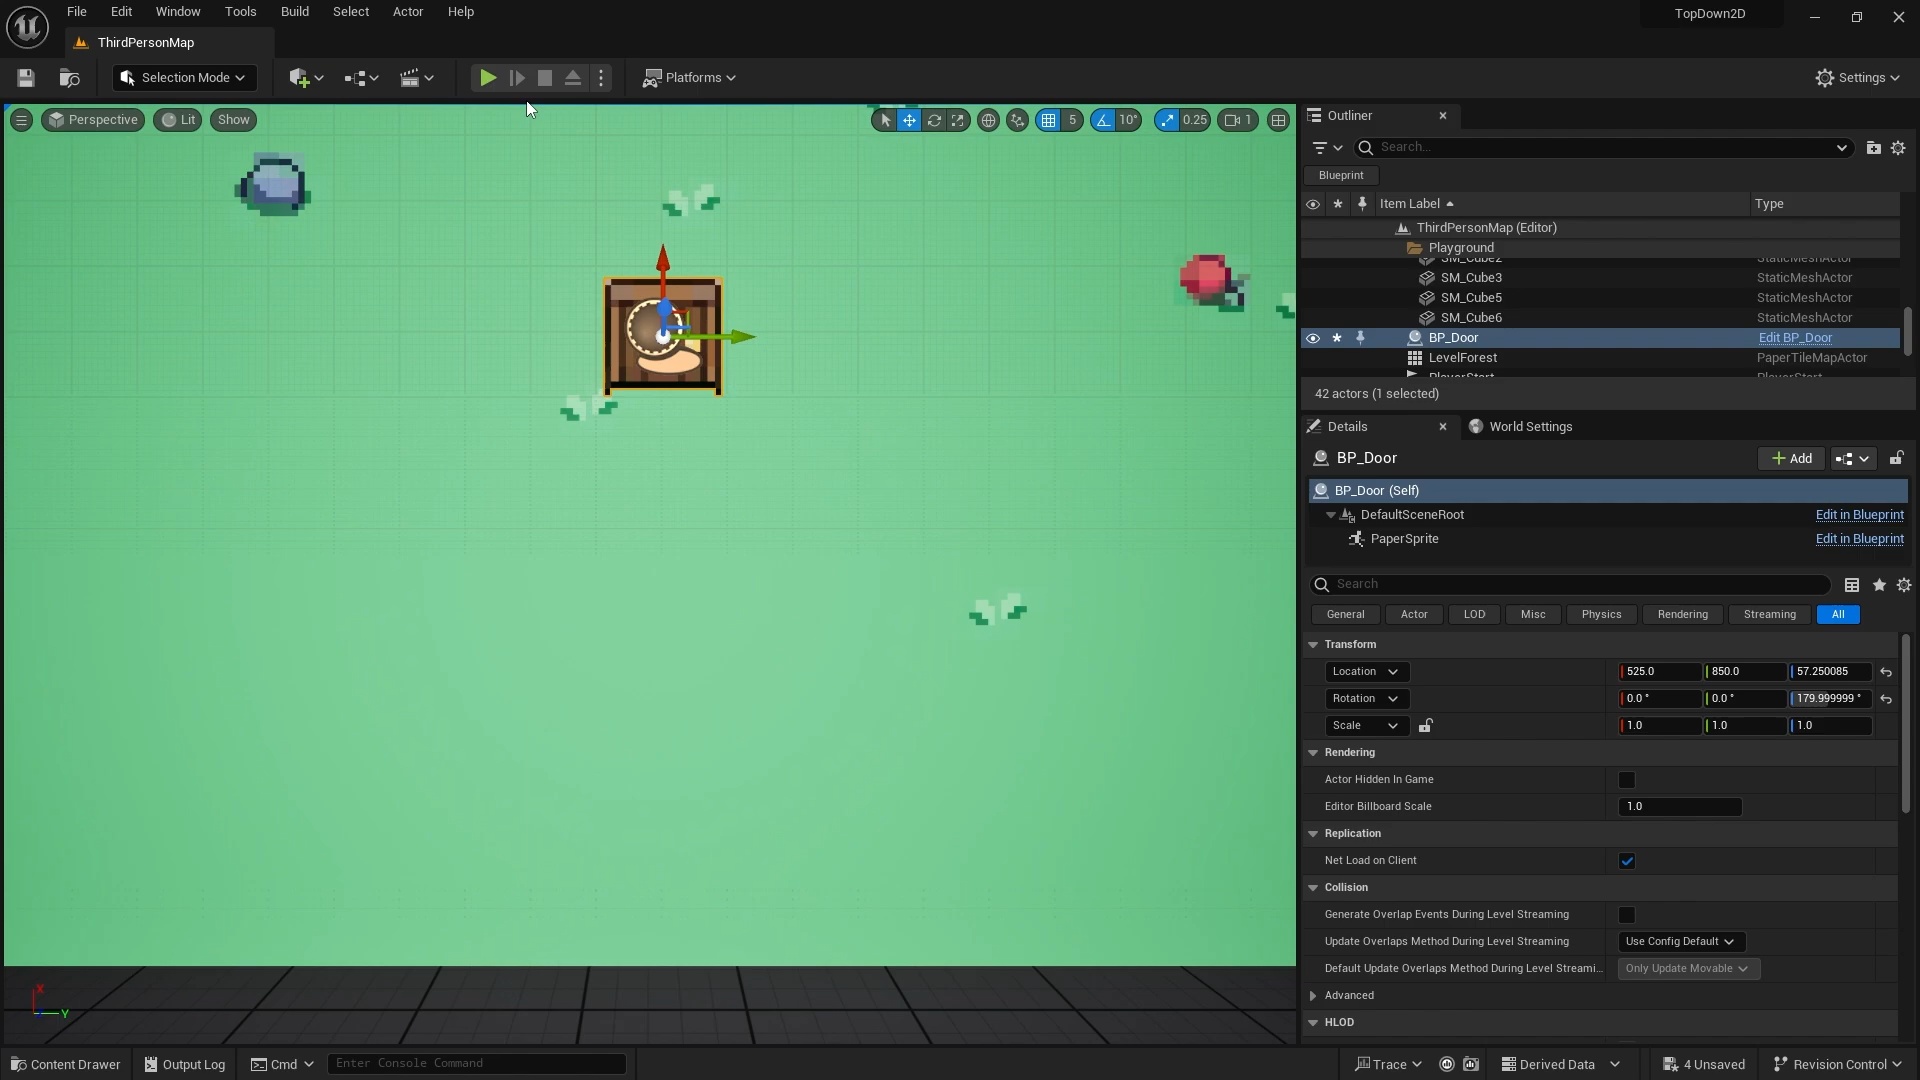 File Edit Window Tools Build Select Actor Help
TopDown2D
ThirdPersonMap
Selection Mode
Platforms
Settings
Perspective Lit Show
5 10° 0.25 1
Outliner
Search...
Blueprint
Item Label Type
ThirdPersonMap (Editor)
Playground
SM_Cube2 StaticMeshActor
SM_Cube3 StaticMeshActor
SM_Cube5 StaticMeshActor
SM_Cube6 StaticMeshActor
BP_Door Edit BP_Door
LevelForest PaperTileMapActor
PlayerStart PlayerStart
42 actors (1 selected)
Details World Settings
BP_Door Add
BP_Door (Self)
DefaultSceneRoot Edit in Blueprint
PaperSprite Edit in Blueprint
Search
General Actor LOD Misc Physics Rendering Streaming All
Transform
Location 525.0 850.0 57.250085
Rotation 0.0 ° 0.0 ° 179.999999 °
Scale 1.0 1.0 1.0
Rendering
Actor Hidden In Game
Editor Billboard Scale 1.0
Replication
Net Load on Client
Collision
Generate Overlap Events During Level Streaming
Update Overlaps Method During Level Streaming Use Config Default
Default Update Overlaps Method During Level Streami... Only Update Movable
Advanced
HLOD
X
Y
Content Drawer Output Log Cmd Enter Console Command Trace Derived Data 4 Unsaved Revision Control